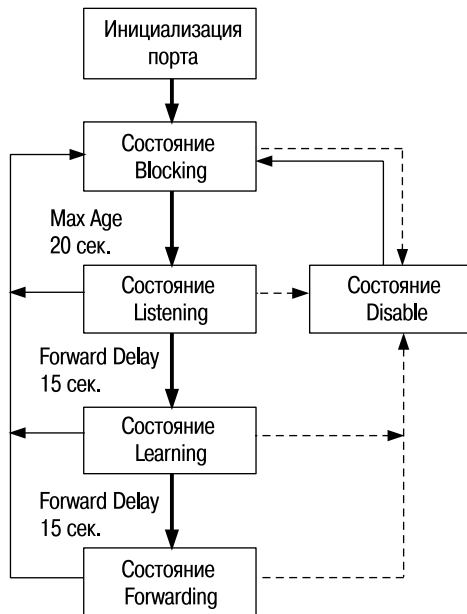 Инициализация
порта
Состояние
Blocking
Max Age
20 сек.
Состояние
Listening
Состояние
Disable
Forward Delay
15 сек.
Состояние
Learning
Forward Delay
15 сек.
Состояние
Forwarding